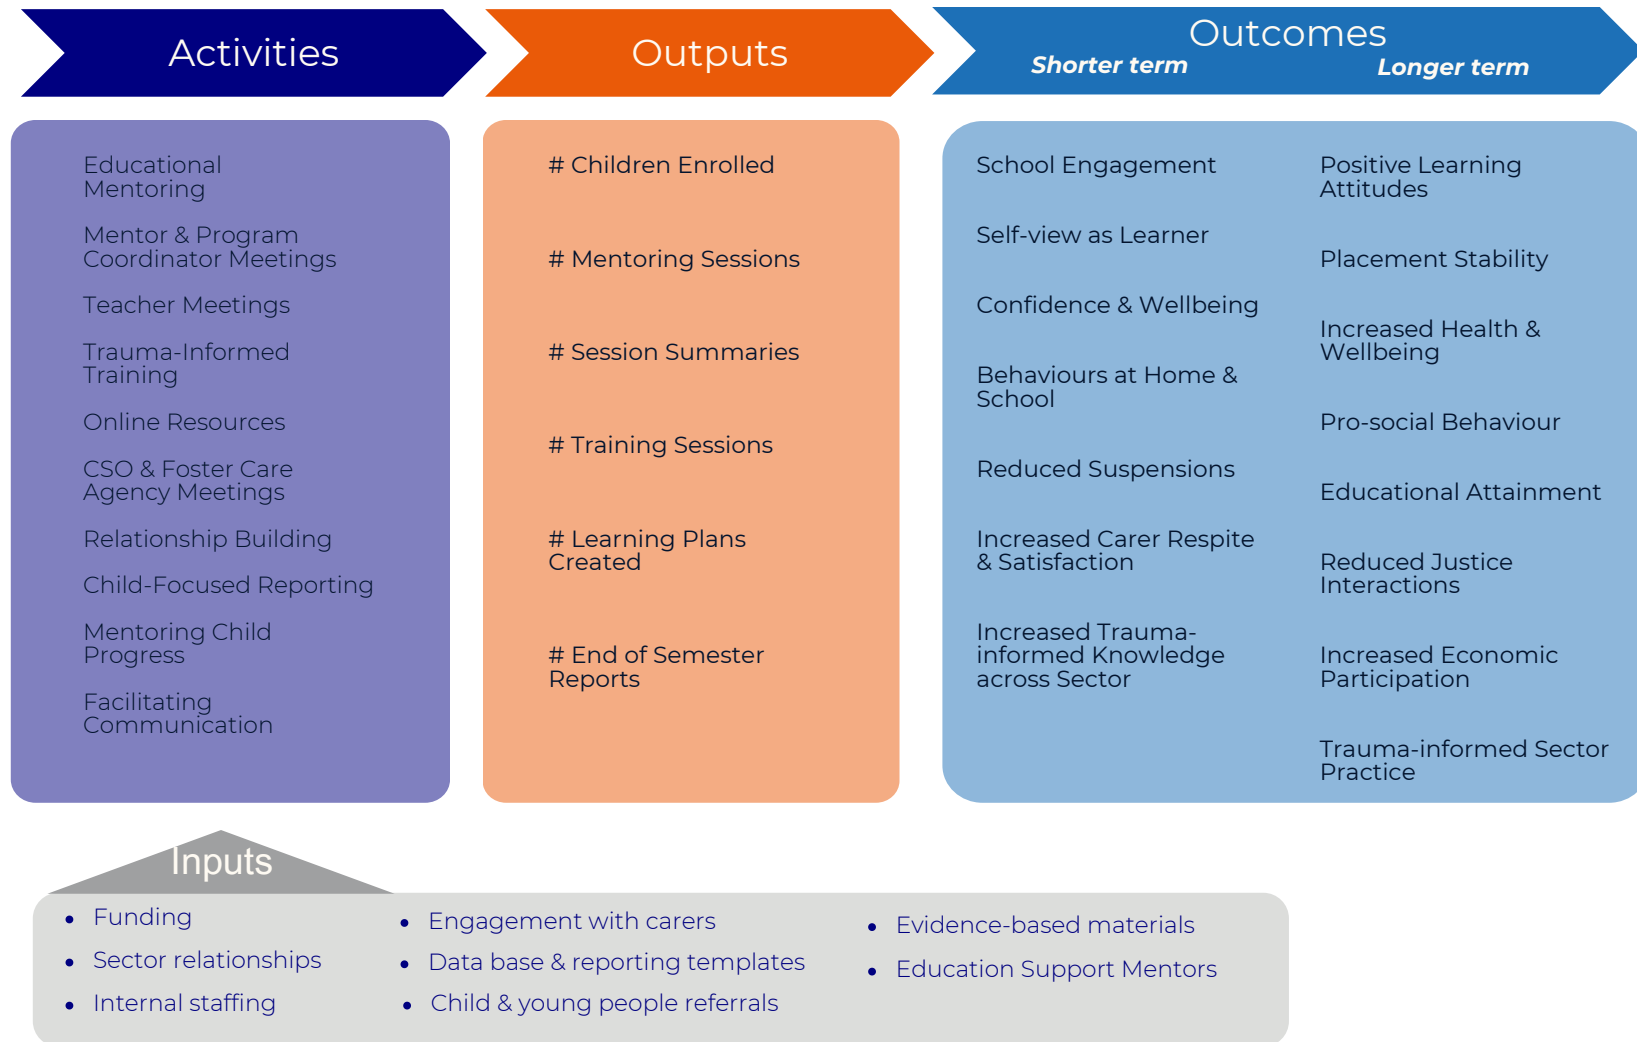 Activities
Outputs
Outcomes
Shorter term
Longer term
Educational
Mentoring
Mentor & Program
Coordinator Meetings
Teacher Meetings
Trauma-Informed
Training
Online Resources
CSO & Foster Care
Agency Meetings
Relationship Building
Child-Focused Reporting
Mentoring Child
Progress
Facilitating
Communication
# Children Enrolled
# Mentoring Sessions
# Session Summaries
# Training Sessions
# Learning Plans
Created
# End of Semester
Reports
School Engagement
Self-view as Learner
Confidence & Wellbeing
Behaviours at Home &
School
Reduced Suspensions
Increased Carer Respite
& Satisfaction
Increased Trauma-
informed Knowledge
across Sector
Positive Learning
Attitudes
Placement Stability
Increased Health &
Wellbeing
Pro-social Behaviour
Educational Attainment
Reduced Justice
Interactions
Increased Economic
Participation
Trauma-informed Sector
Practice
Inputs
• Funding
• Sector relationships
• Internal staffing
• Engagement with carers
• Data base & reporting templates
• Child & young people referrals
• Evidence-based materials
• Education Support Mentors